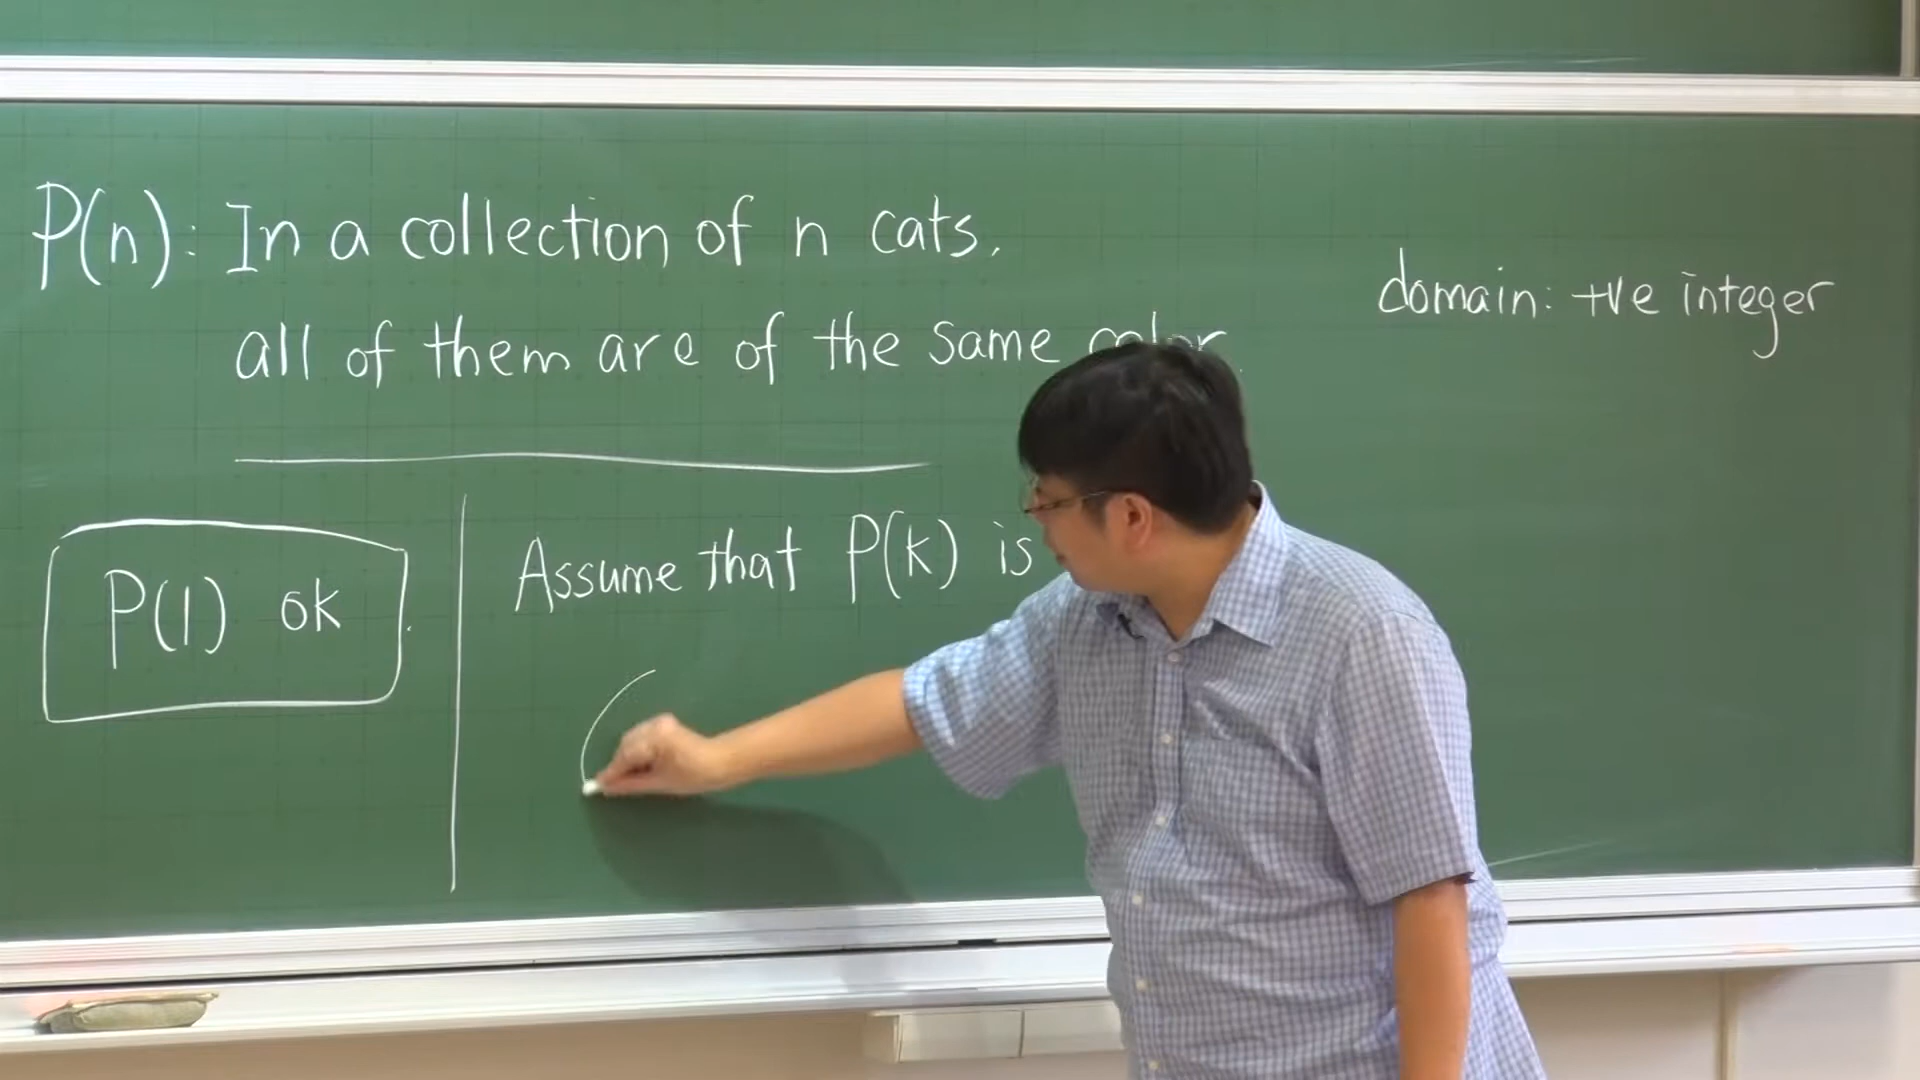 P(n): In a collection of n cats,
all of them are of the same color.
domain: +ve integer
P(1) ok.
Assume that P(k) is